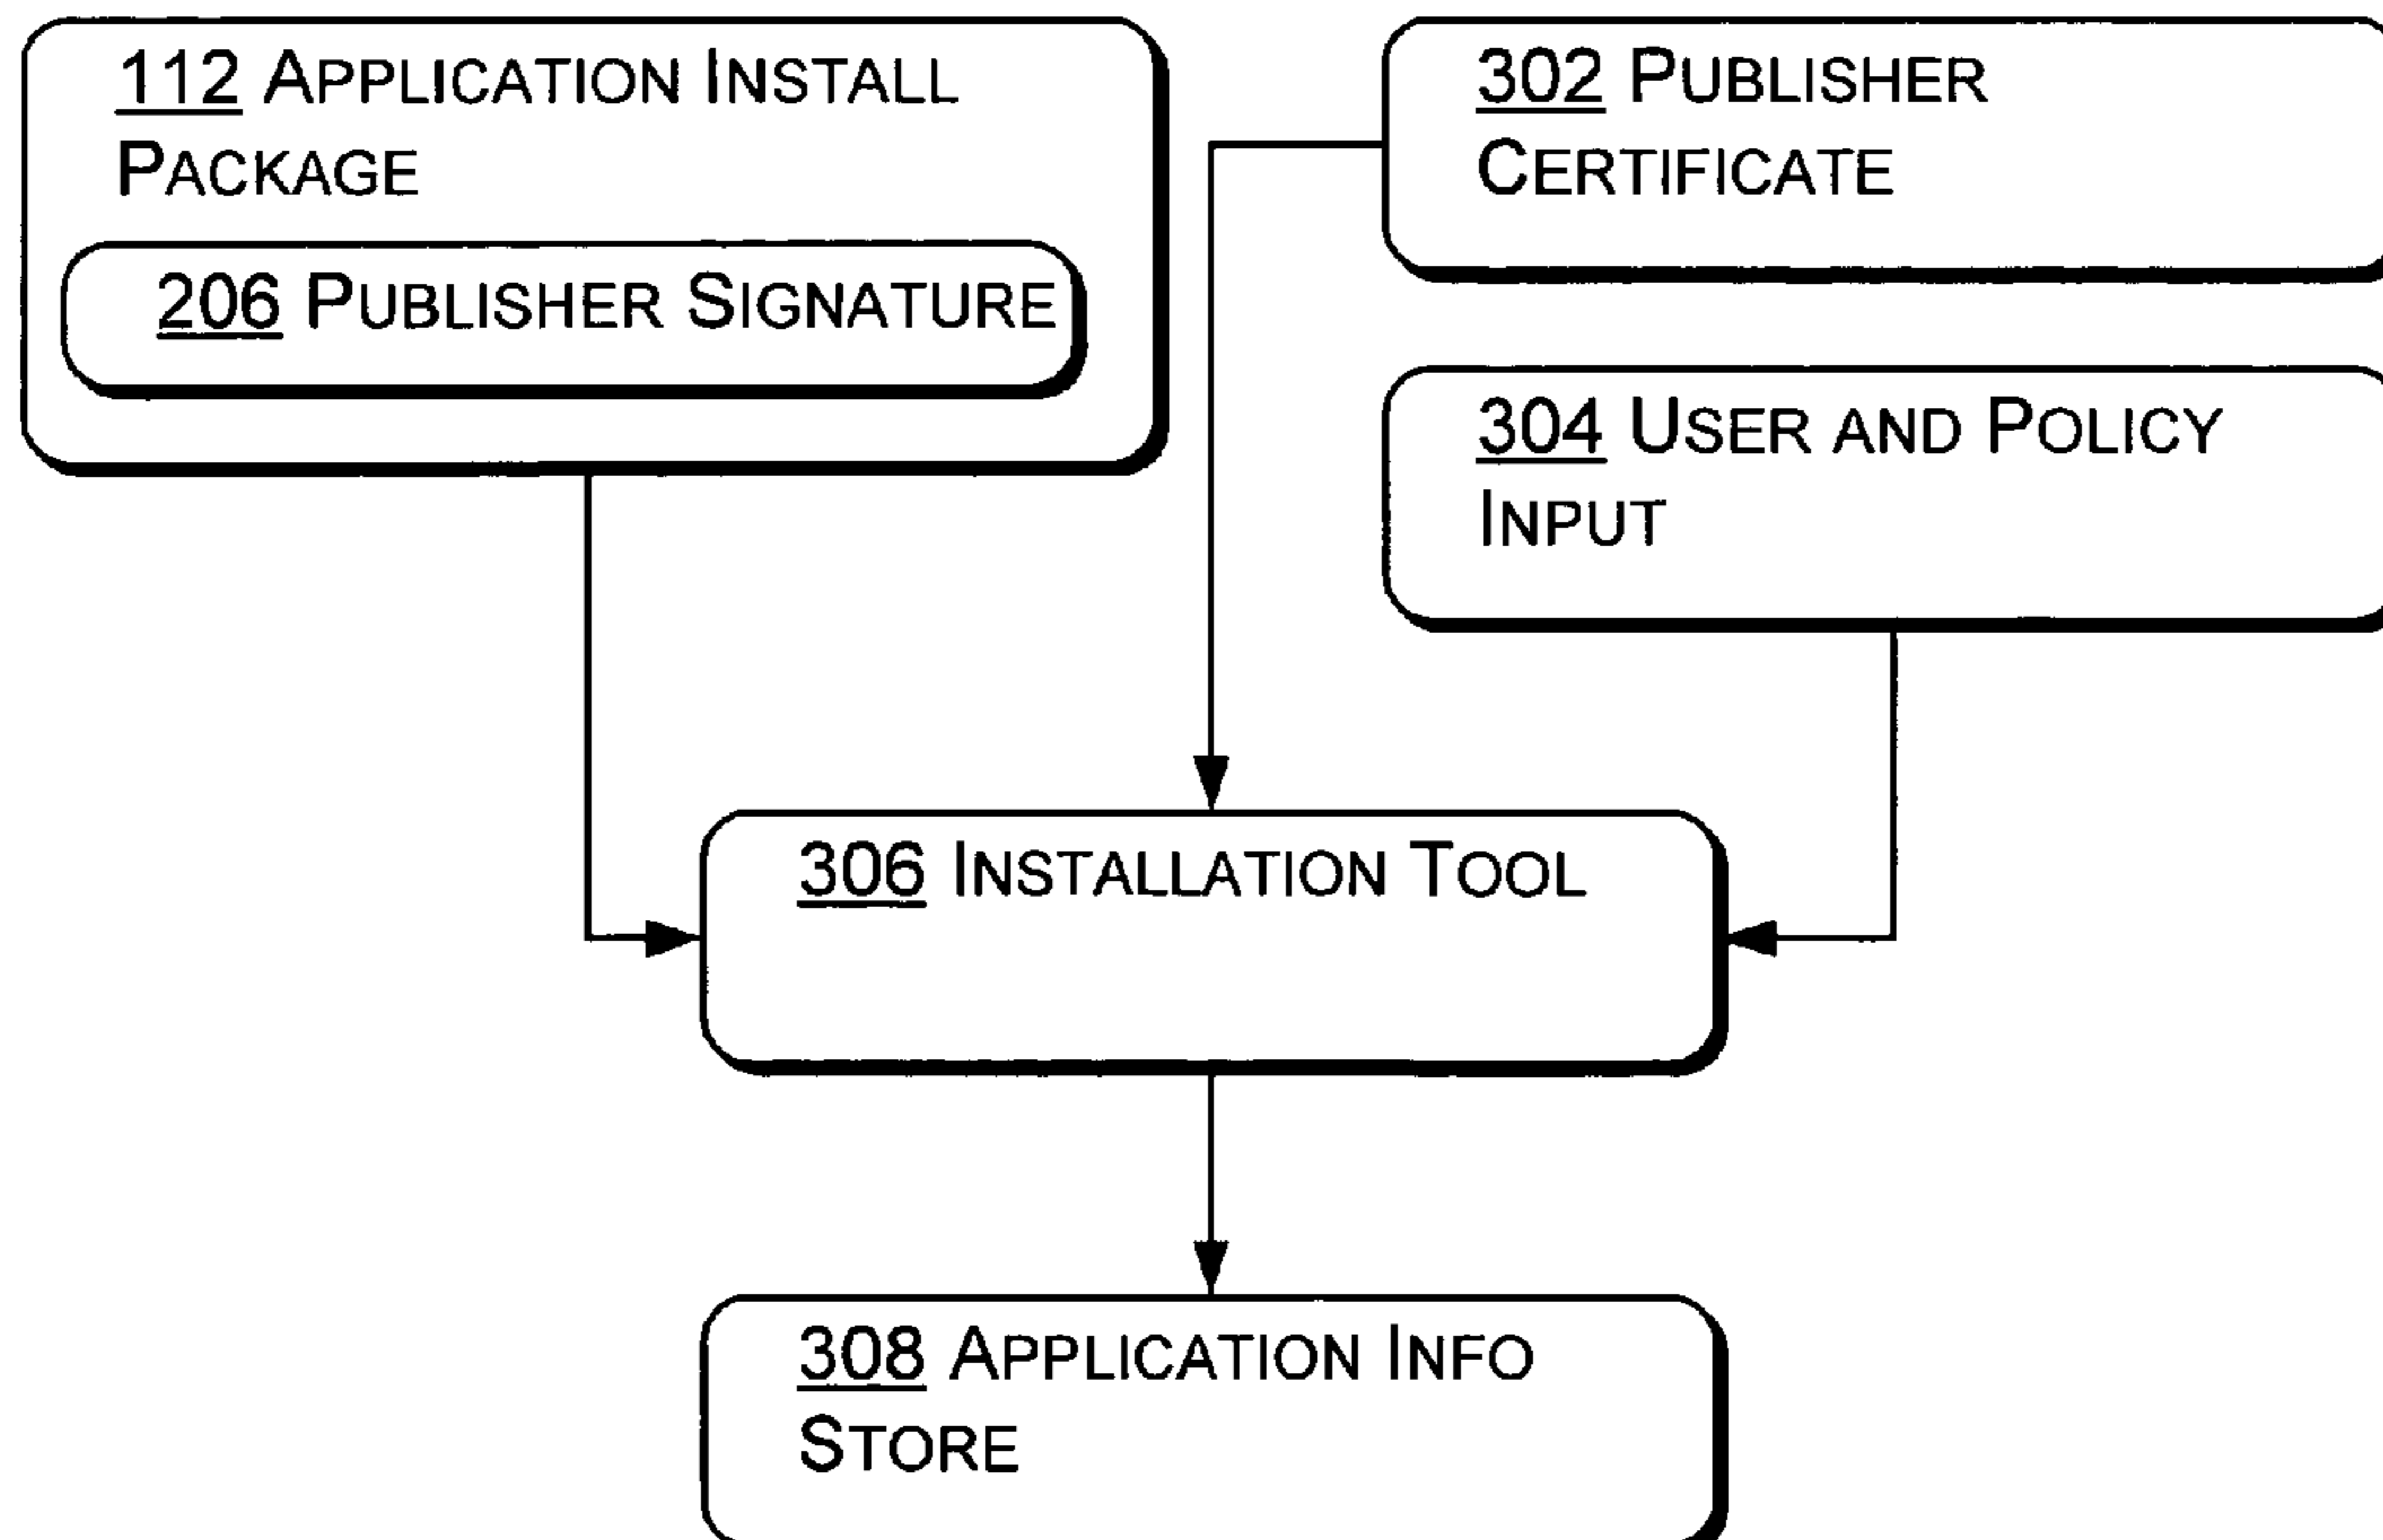 112 APPLICATION INSTALL
PACKAGE
206 PUBLISHER SIGNATURE
302 PUBLISHER
CERTIFICATE
304 USER AND POLICY
INPUT
306 INSTALLATION TOOL
308 APPLICATION INFO
STORE